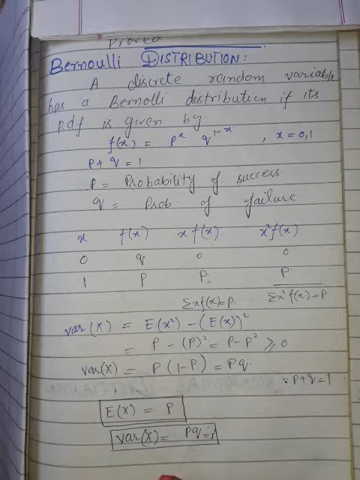 Proved
Bernoulli DISTRIBUTION:
A discrete random variable
has a Bernolli distribution if its
pdf is given by
f(x) = p^x q^{1-x} , x = 0,1
p + q = 1
p = Probability of success
q = Prob of failure.
x f(x) x f(x) x²f(x)
0 q 0 0
1 P P P
Σxf(x)=P Σx²f(x)=P
var(X) = E(x²) - (E(x))²
= P - (P)² = P - P² ≥ 0
var(X) = P(1-P) = Pq
∵ P+q=1
E(X) = P
var(X) = Pq